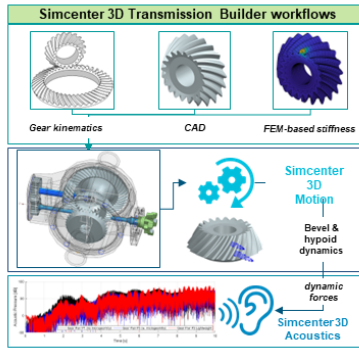 Simcenter 3D Transmission Builder workflows
Gear kinematics
CAD
FEM-based stiffness
Simcenter
3D
Motion
Bevel &
hypoid
dynamics
dynamic
forces
Simcenter3D
Acoustics